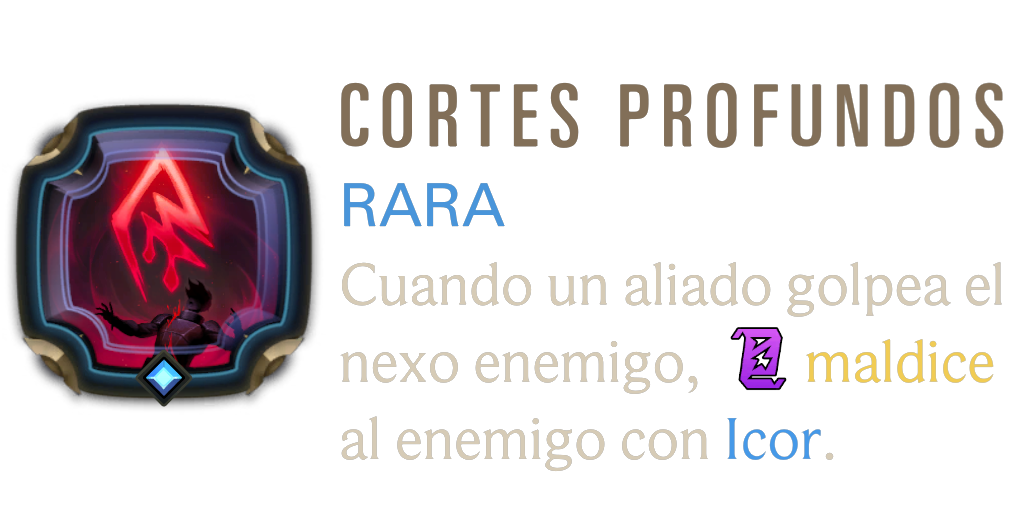 CORTES PROFUNDOS
RARA
Cuando un aliado golpea el
nexo enemigo, maldice
al enemigo con Icor.